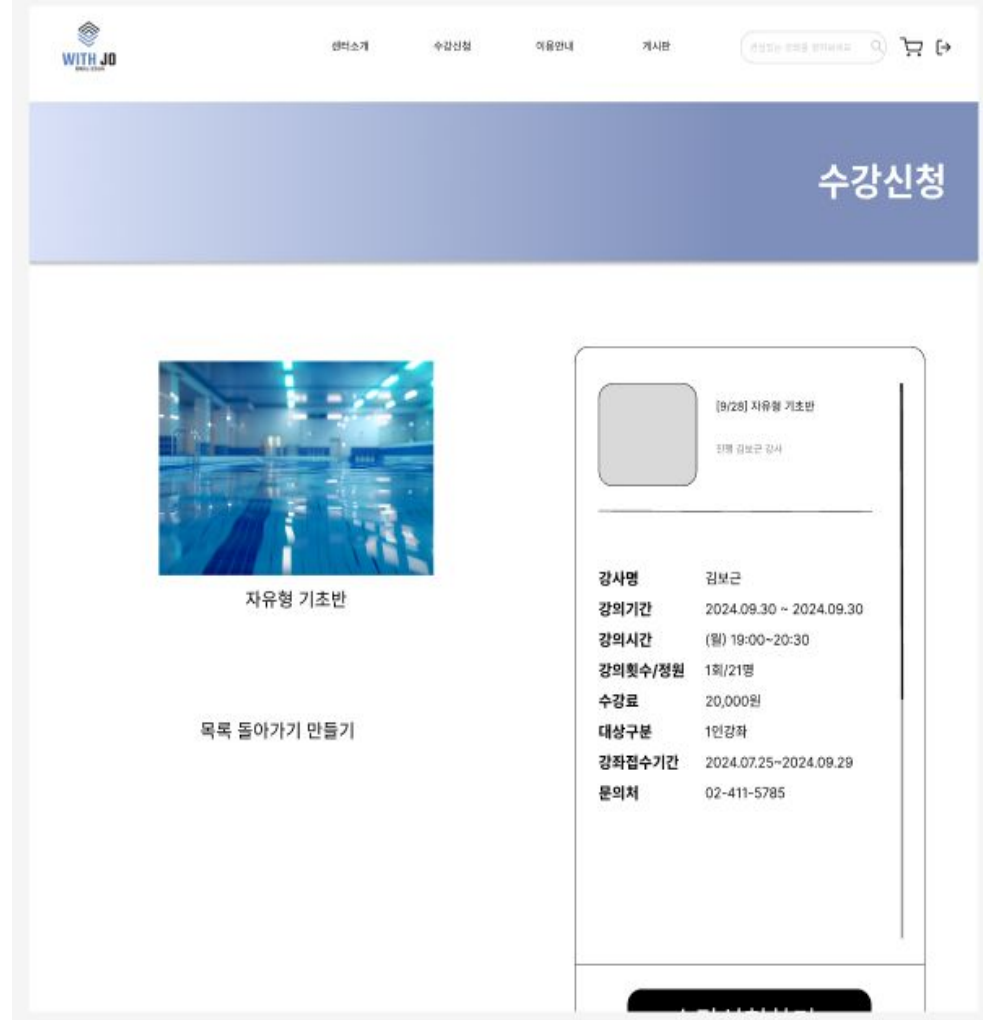 WITH JO
센터소개 수강신청 이용안내 게시판
수강신청
[9/28] 자유형 기초반
진행 김보근 강사
자유형 기초반
목록 돌아가기 만들기
강사명 김보근
강의기간 2024.09.30 ~ 2024.09.30
강의시간 (월) 19:00~20:30
강의횟수/정원 1회/21명
수강료 20,000원
대상구분 1인강좌
강좌접수기간 2024.07.25~2024.09.29
문의처 02-411-5785